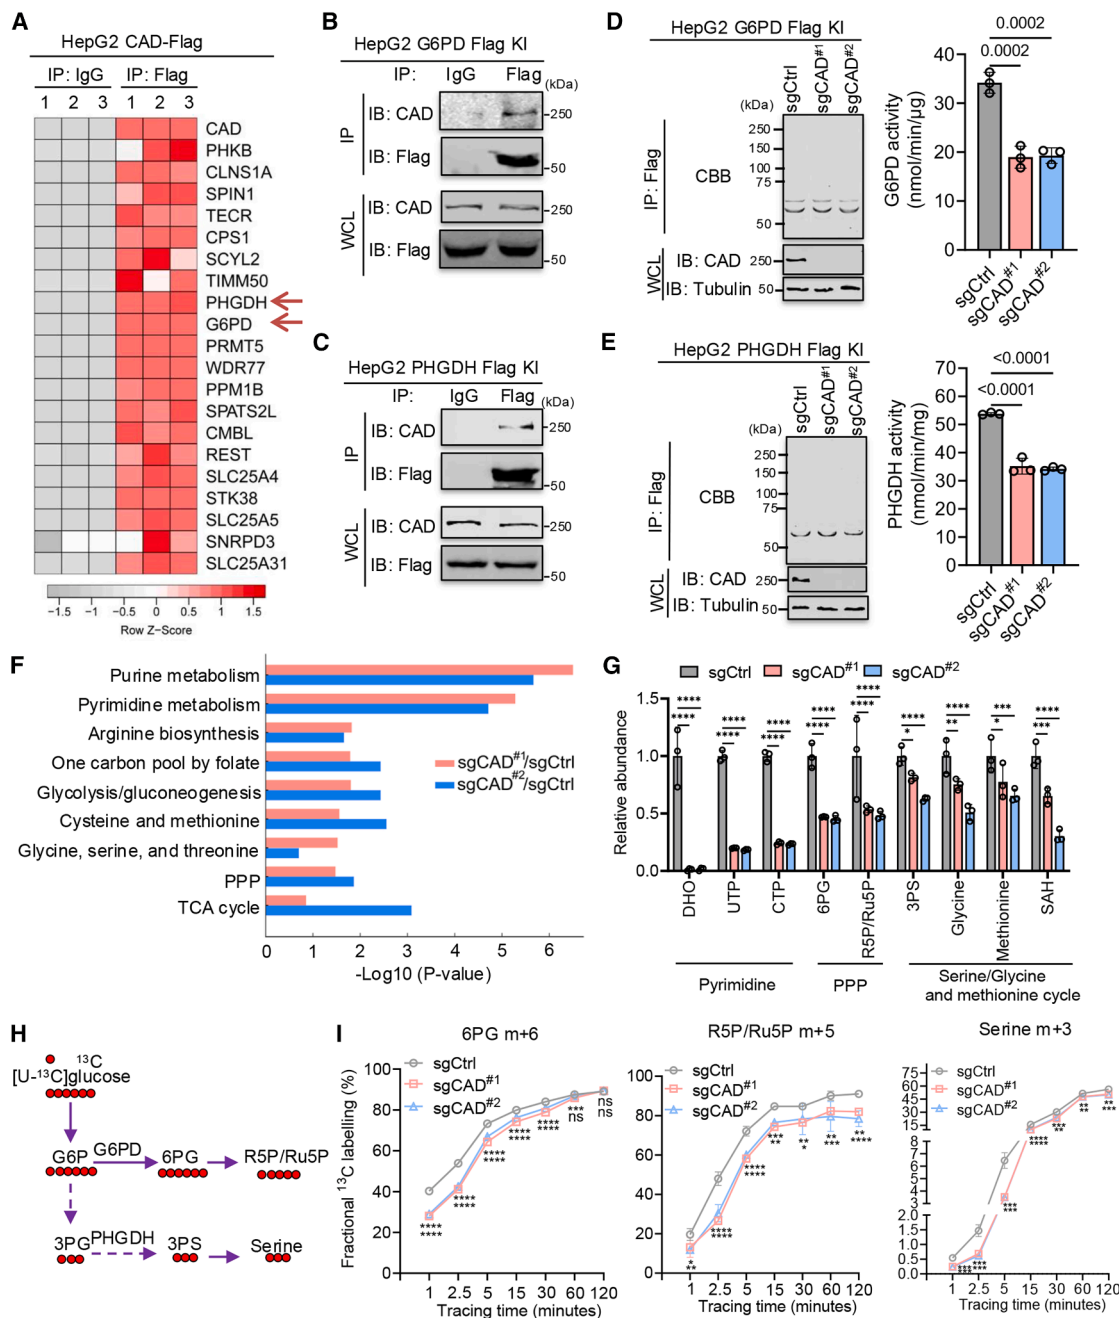 A
HepG2 CAD-Flag
IP: IgG IP: Flag
1 2 3 1 2 3
CAD
PHKB
CLNS1A
SPIN1
TECR
CPS1
SCYL2
TIMM50
PHGDH
G6PD
PRMT5
WDR77
PPM1B
SPATS2L
CMBL
REST
SLC25A4
STK38
SLC25A5
SNRPD3
SLC25A31
−1.5 −1 −0.5 0 0.5 1 1.5
Row Z−Score
B
HepG2 G6PD Flag KI
IP: IgG Flag (kDa)
IP
IB: CAD 250
IB: Flag 50
WCL
IB: CAD 250
IB: Flag 50
C
HepG2 PHGDH Flag KI
IP: IgG Flag (kDa)
IP
IB: CAD 250
IB: Flag 50
WCL
IB: CAD 250
IB: Flag 50
D
HepG2 G6PD Flag KI
sgCtrl sgCAD#1 sgCAD#2
(kDa)
IP: Flag
CBB
250
150
100
75
50
WCL
IB: CAD 250
IB: Tubulin 50
0.0002
0.0002
G6PD activity
(nmol/min/μg)
40
30
20
10
0
sgCtrl
sgCAD#1
sgCAD#2
E
HepG2 PHGDH Flag KI
sgCtrl sgCAD#1 sgCAD#2
(kDa)
IP: Flag
CBB
250
150
100
75
50
WCL
IB: CAD 250
IB: Tubulin 50
<0.0001
<0.0001
PHGDH activity
(nmol/min/mg)
70
60
50
40
30
20
10
0
sgCtrl
sgCAD#1
sgCAD#2
F
Purine metabolism
Pyrimidine metabolism
Arginine biosynthesis
One carbon pool by folate
Glycolysis/gluconeogenesis
Cysteine and methionine
Glycine, serine, and threonine
PPP
TCA cycle
sgCAD#1/sgCtrl
sgCAD#2/sgCtrl
0 1 2 3 4 5 6
-Log10 (P-value)
G
sgCtrl sgCAD#1 sgCAD#2
Relative abundance
1.5
1.0
0.5
0.0
**** **** **** **** **** **** **** *** ****
**** **** **** **** **** * ** * ***
DHO
UTP
CTP
6PG
R5P/Ru5P
3PS
Glycine
Methionine
SAH
Pyrimidine
PPP
Serine/Glycine
and methionine cycle
H
13C
[U-13C]glucose
G6P G6PD 6PG R5P/Ru5P
3PG PHGDH 3PS Serine
I
6PG m+6
sgCtrl
sgCAD#1
sgCAD#2
Fractional 13C labelling (%)
100
80
60
40
20
0
**** **** **** **** **** *** ns
**** **** **** **** **** ns ns
1 2.5 5 15 30 60 120
Tracing time (minutes)
R5P/Ru5P m+5
sgCtrl
sgCAD#1
sgCAD#2
100
80
60
40
20
0
* **** **** *** ** ** **
** **** **** ** * *** ****
1 2.5 5 15 30 60 120
Tracing time (minutes)
Serine m+3
sgCtrl
sgCAD#1
sgCAD#2
75
60
45
30
15
8
7
6
5
4
3
2
2.0
1.5
1.0
0.5
0.0
*** *** *** **** *** ** **
*** *** *** **** ** ** ***
1 2.5 5 15 30 60 120
Tracing time (minutes)